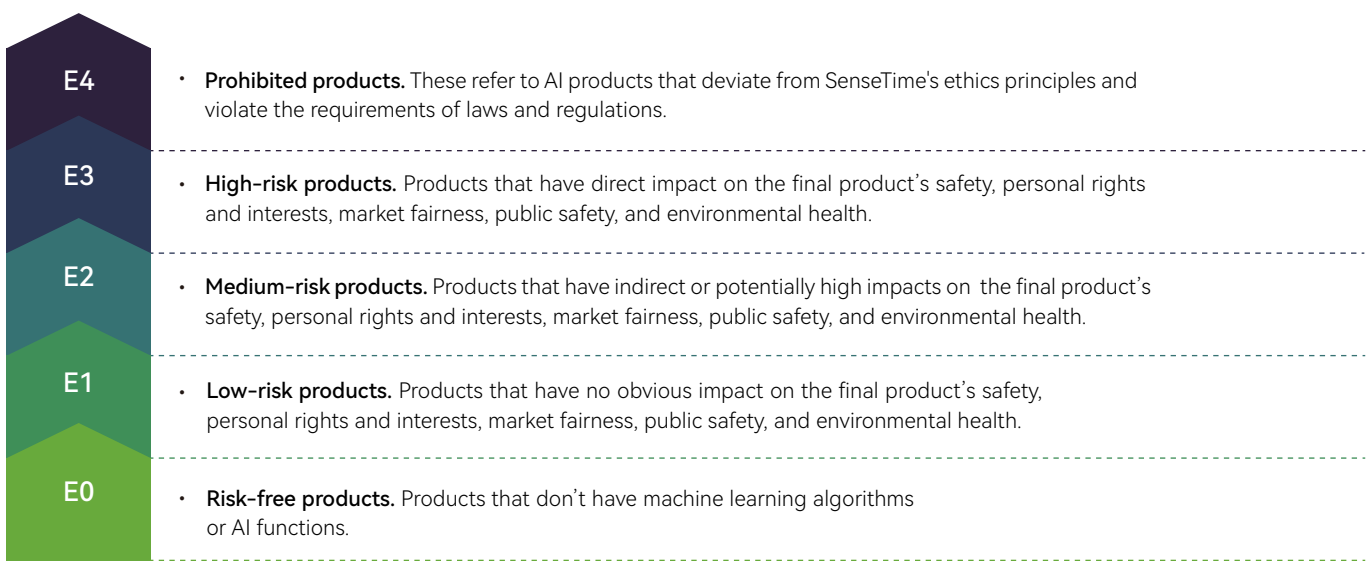 E4
• Prohibited products. These refer to AI products that deviate from SenseTime's ethics principles and
violate the requirements of laws and regulations.
E3
• High-risk products. Products that have direct impact on the final product’s safety, personal rights
and interests, market fairness, public safety, and environmental health.
E2
• Medium-risk products. Products that have indirect or potentially high impacts on the final product’s
safety, personal rights and interests, market fairness, public safety, and environmental health.
E1
• Low-risk products. Products that have no obvious impact on the final product’s safety,
personal rights and interests, market fairness, public safety, and environmental health.
E0
• Risk-free products. Products that don’t have machine learning algorithms
or AI functions.